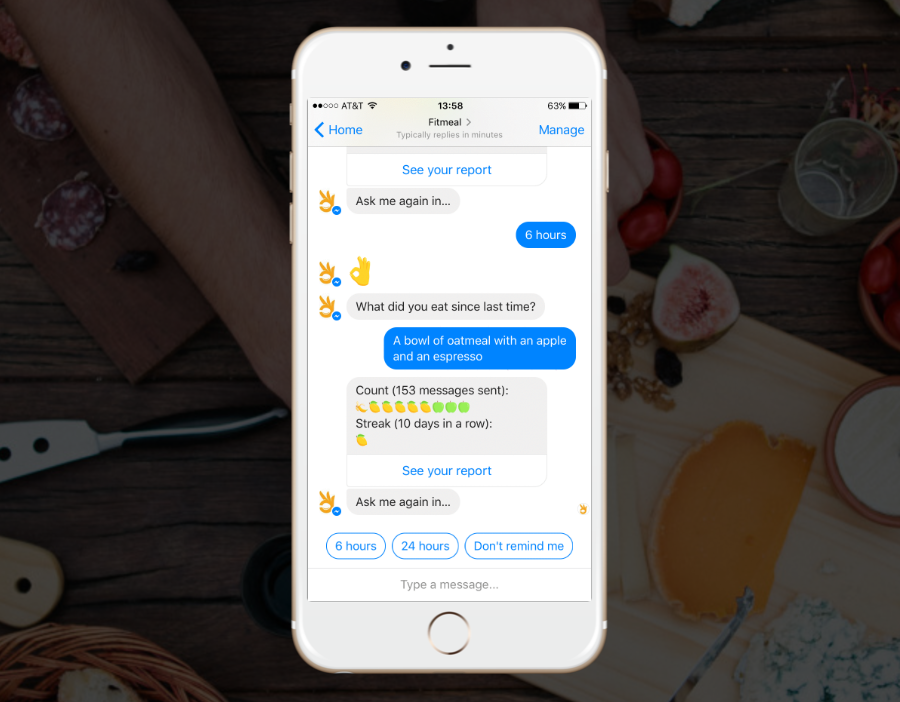 AT&T 13:58 63%
Home Fitmeal Manage
Typically replies in minutes
See your report
Ask me again in...
6 hours
What did you eat since last time?
A bowl of oatmeal with an apple
and an espresso
Count (153 messages sent):
Streak (10 days in a row):
See your report
Ask me again in...
6 hours 24 hours Don't remind me
Type a message...